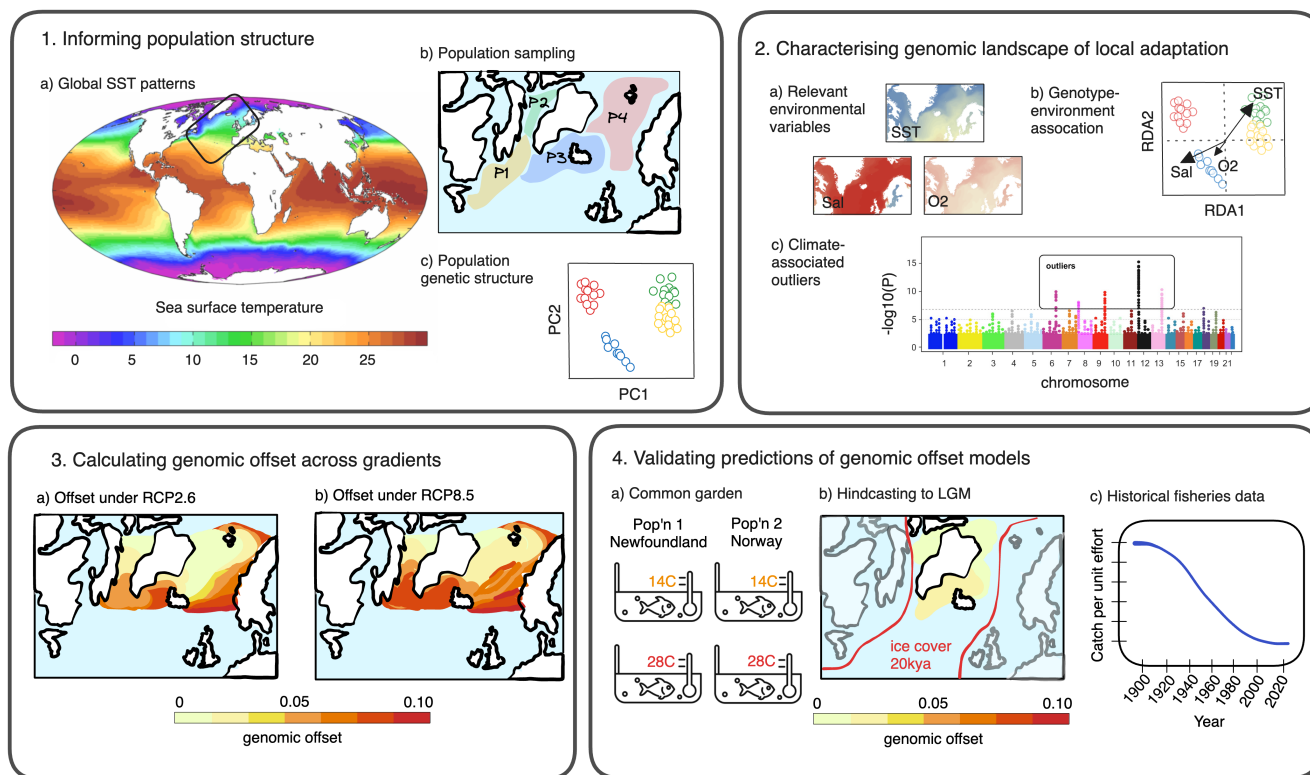 1. Informing population structure
a) Global SST patterns
Sea surface temperature
0 5 10 15 20 25
b) Population sampling
P1
P2
P3
P4
c) Population
genetic structure
PC2
PC1
2. Characterising genomic landscape of local adaptation
a) Relevant
environmental
variables
SST
Sal
O2
b) Genotype-
environment
assocation
RDA2
SST
Sal
O2
RDA1
c) Climate-
associated
outliers
-log10(P)
15
10
5
0
outliers
1 2 3 4 5 6 7 8 9 10 11 12 13 15 17 19 21
chromosome
3. Calculating genomic offset across gradients
a) Offset under RCP2.6
b) Offset under RCP8.5
0 0.05 0.10
genomic offset
4. Validating predictions of genomic offset models
a) Common garden
Pop'n 1
Newfoundland
Pop'n 2
Norway
14C
14C
28C
28C
b) Hindcasting to LGM
ice cover
20kya
0 0.05 0.10
genomic offset
c) Historical fisheries data
Catch per unit effort
1900 1920 1940 1960 1980 2000 2020
Year